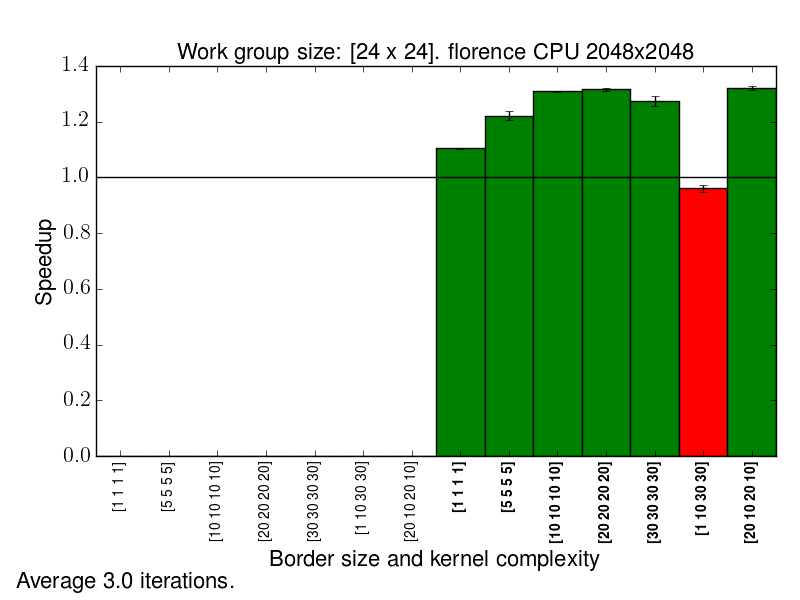 Work group size: [24 x 24]. florence CPU 2048x2048
1.4
1.2
1.0
0.8
0.6
0.4
0.2
0.0
Speedup
[1 1 1 1]
[5 5 5 5]
[10 10 10 10]
[20 20 20 20]
[30 30 30 30]
[1 10 30 30]
[20 10 20 10]
[1 1 1 1]
[5 5 5 5]
[10 10 10 10]
[20 20 20 20]
[30 30 30 30]
[1 10 30 30]
[20 10 20 10]
Border size and kernel complexity
Average 3.0 iterations.